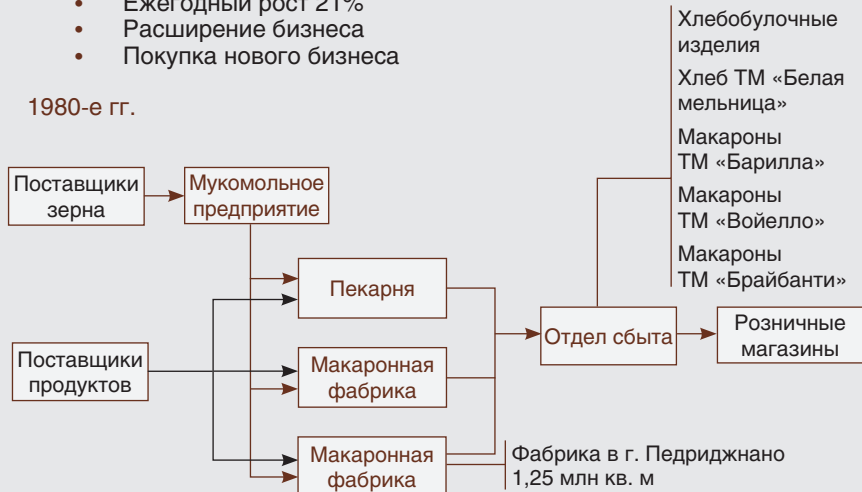 • Ежегодный рост 21%
• Расширение бизнеса
• Покупка нового бизнеса
1980-е гг.
Поставщики
зерна
Мукомольное
предприятие
Поставщики
продуктов
Пекарня
Макаронная
фабрика
Макаронная
фабрика
Фабрика в г. Педриджнано
1,25 млн кв. м
Отдел сбыта
Розничные
магазины
Хлебобулочные
изделия
Хлеб ТМ «Белая
мельница»
Макароны
ТМ «Барилла»
Макароны
ТМ «Войелло»
Макароны
ТМ «Брайбанти»